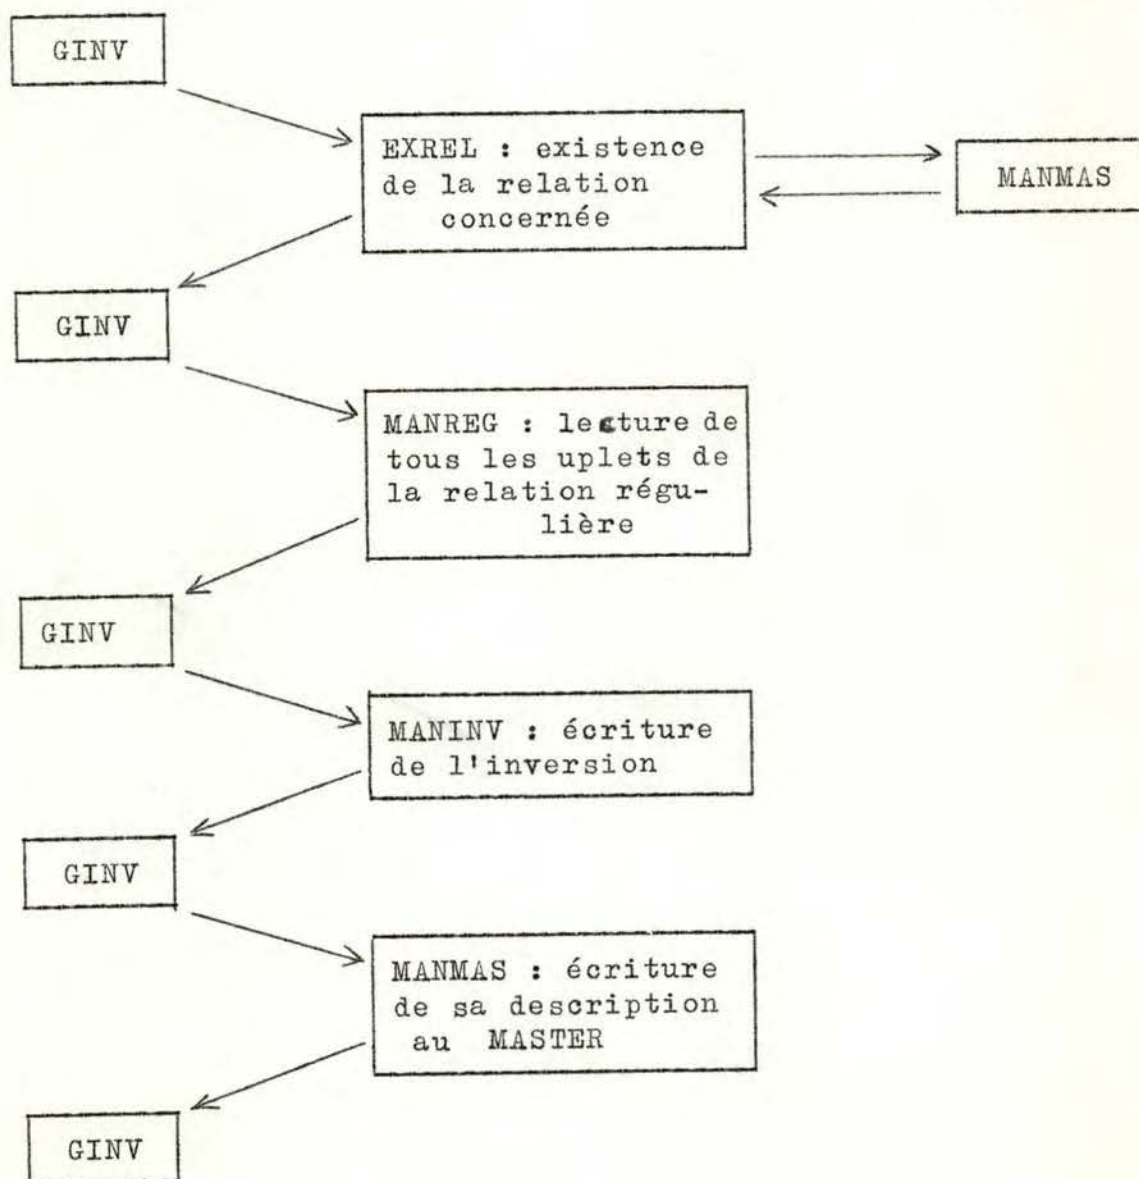 GINV
EXREL : existence
de la relation
concernée
MANMAS
GINV
MANREG : lecture de
tous les uplets de
la relation régu-
lière
GINV
MANINV : écriture
de l'inversion
GINV
MANMAS : écriture
de sa description
au MASTER
GINV